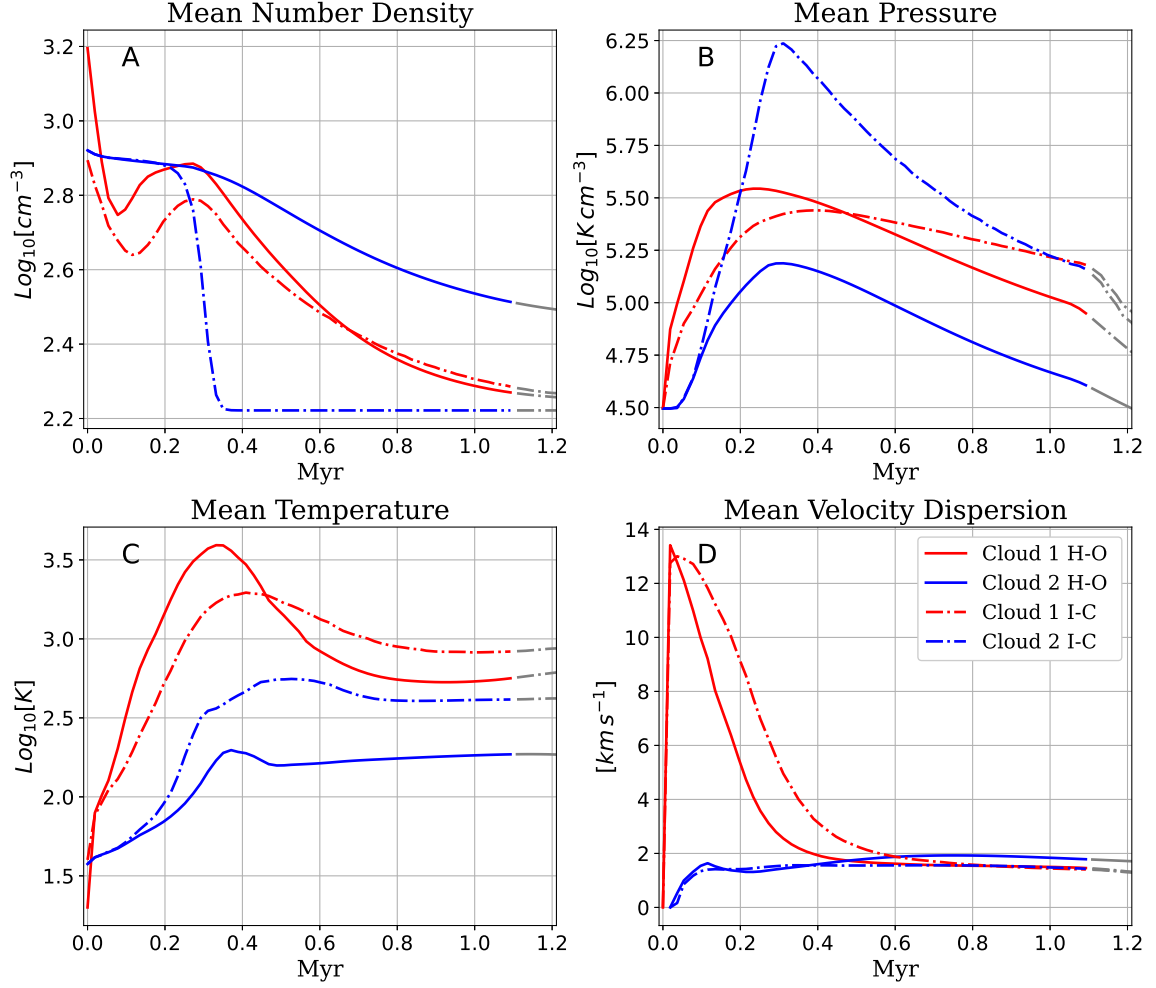 Mean Number Density
A
Log₁₀[cm⁻³]
3.2
3.0
2.8
2.6
2.4
2.2
0.0 0.2 0.4 0.6 0.8 1.0 1.2
Myr
Mean Pressure
B
Log₁₀[K cm⁻³]
6.25
6.00
5.75
5.50
5.25
5.00
4.75
4.50
0.0 0.2 0.4 0.6 0.8 1.0 1.2
Myr
Mean Temperature
C
Log₁₀[K]
3.5
3.0
2.5
2.0
1.5
0.0 0.2 0.4 0.6 0.8 1.0 1.2
Myr
Mean Velocity Dispersion
D
[km s⁻¹]
14
12
10
8
6
4
2
0
Cloud 1 H-O
Cloud 2 H-O
Cloud 1 I-C
Cloud 2 I-C
0.0 0.2 0.4 0.6 0.8 1.0 1.2
Myr